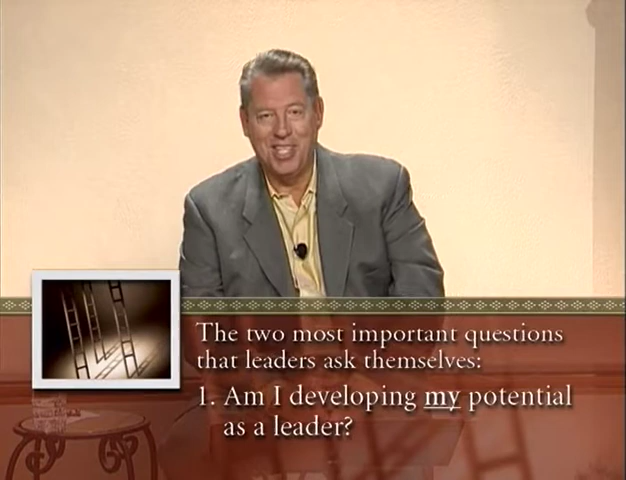 The two most important questions
that leaders ask themselves:
1. Am I developing my potential
as a leader?